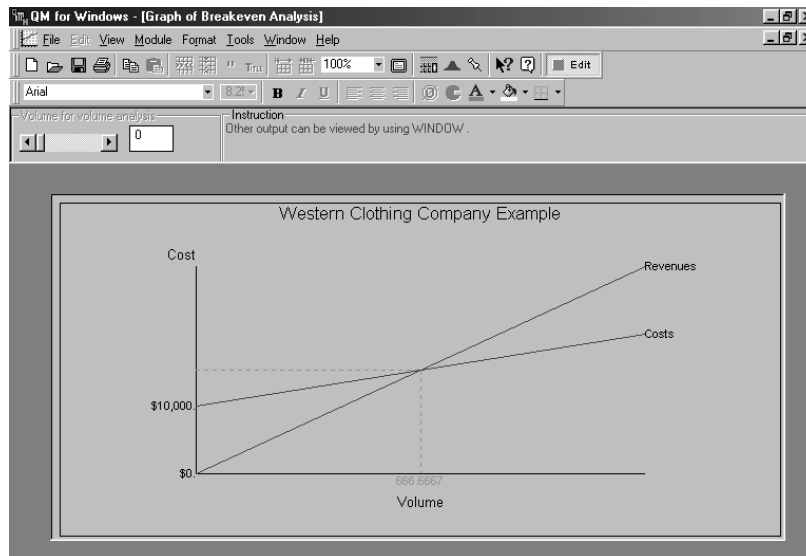 QM for Windows - [Graph of Breakeven Analysis]
File Edit View Module Format Tools Window Help
100% Edit
Arial B I U A
Volume for volume analysis Instruction
0 Other output can be viewed by using WINDOW .
Western Clothing Company Example
Cost
Revenues
Costs
$10,000.
$0.
666.6667
Volume